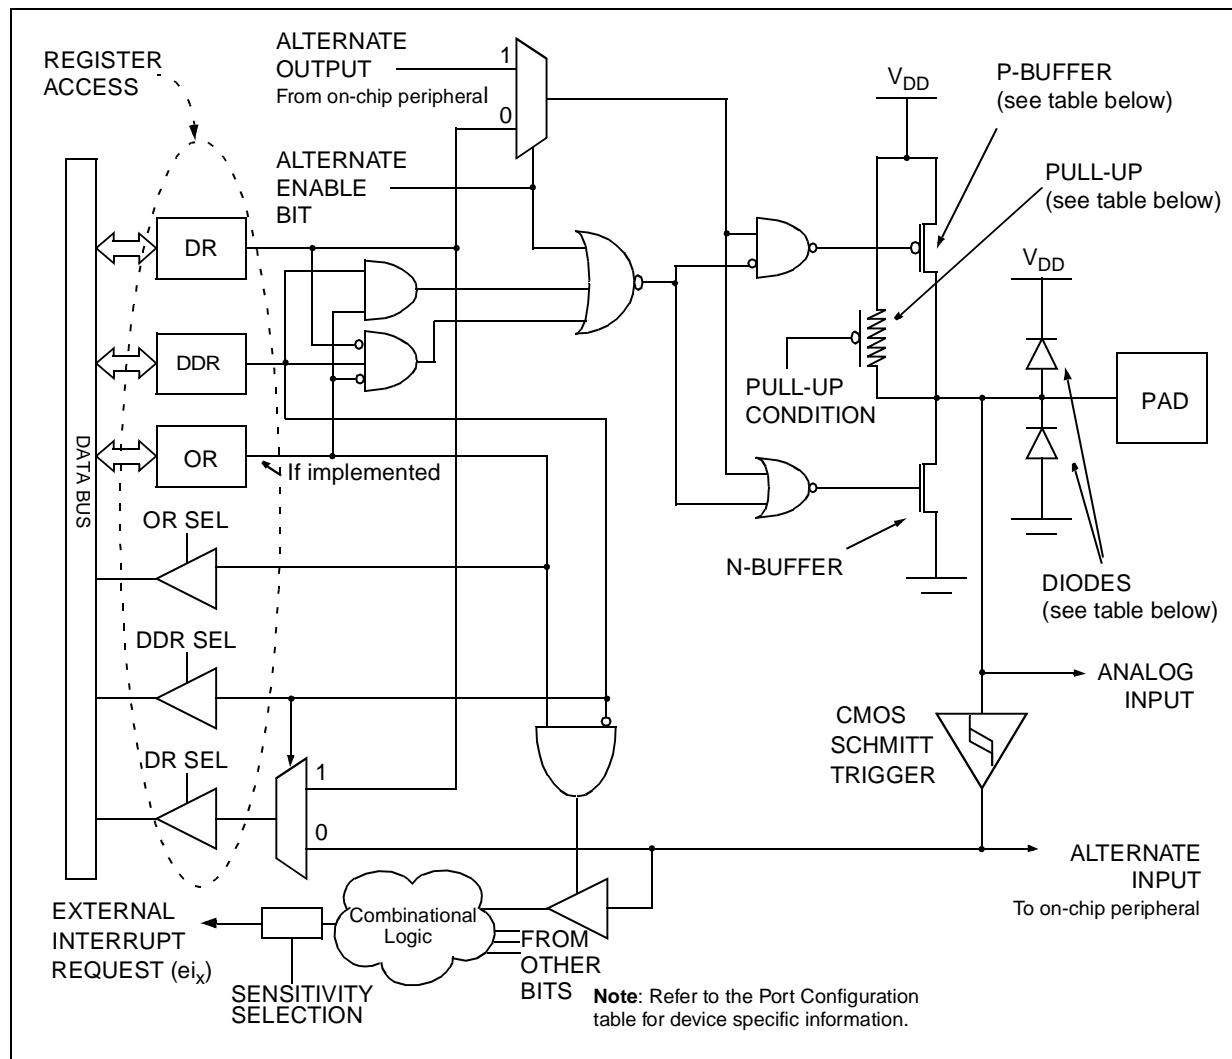 REGISTER
ACCESS
ALTERNATE
OUTPUT
From on-chip peripheral
1
0
ALTERNATE
ENABLE
BIT
VDD
P-BUFFER
(see table below)
PULL-UP
(see table below)
VDD
DR
DDR
OR
If implemented
DATA BUS
PULL-UP
CONDITION
PAD
N-BUFFER
DIODES
(see table below)
OR SEL
DDR SEL
DR SEL
1
0
ANALOG
INPUT
CMOS
SCHMITT
TRIGGER
ALTERNATE
INPUT
To on-chip peripheral
EXTERNAL
INTERRUPT
REQUEST (eix)
Combinational
Logic
SENSITIVITY
SELECTION
FROM
OTHER
BITS
Note: Refer to the Port Configuration
table for device specific information.